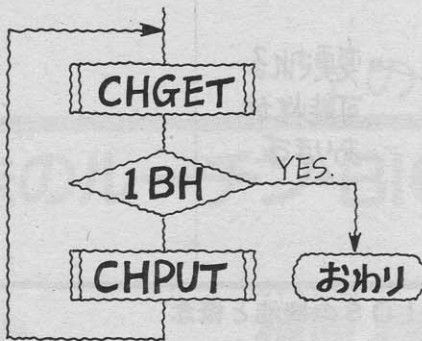 CHGET
1BH
YES.
CHPUT
おわり